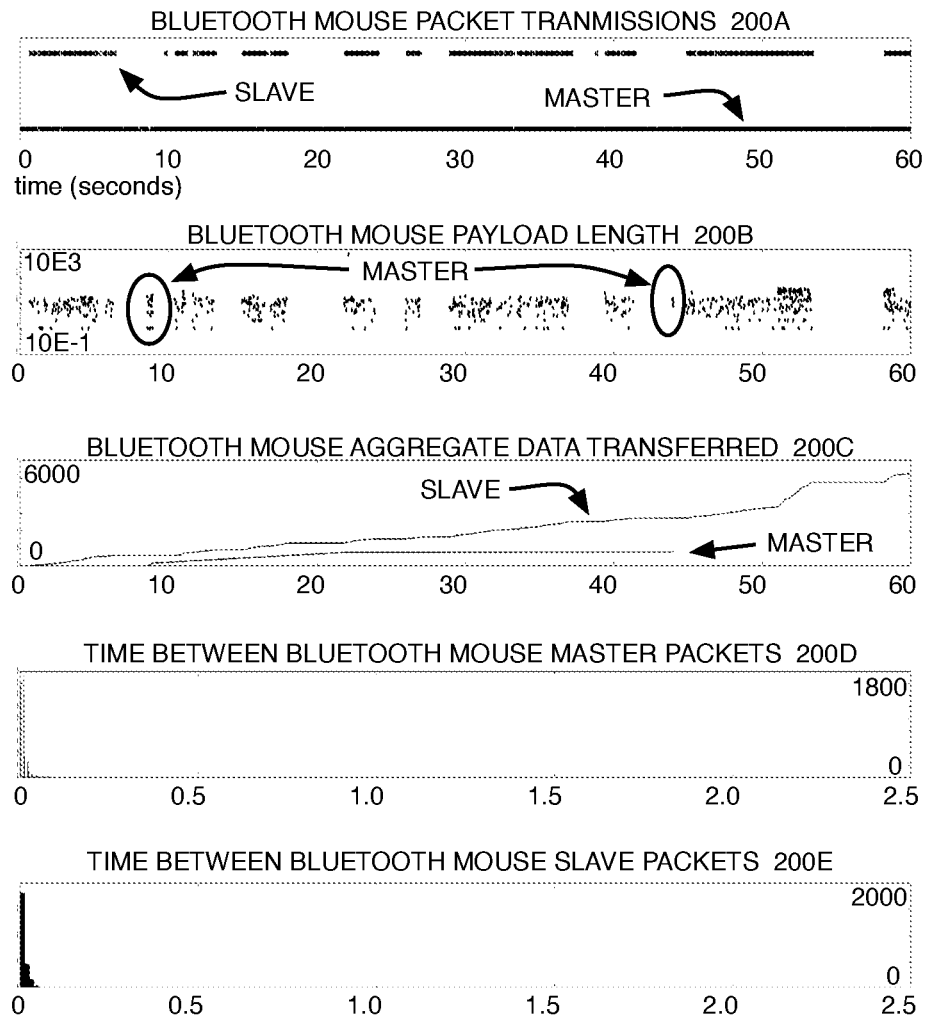 BLUETOOTH MOUSE PACKET TRANMISSIONS 200A
SLAVE
MASTER
0 10 20 30 40 50 60
time (seconds)
BLUETOOTH MOUSE PAYLOAD LENGTH 200B
10E3
MASTER
10E-1
0 10 20 30 40 50 60
BLUETOOTH MOUSE AGGREGATE DATA TRANSFERRED 200C
6000
SLAVE
0
MASTER
0 10 20 30 40 50 60
TIME BETWEEN BLUETOOTH MOUSE MASTER PACKETS 200D
1800
0
0 0.5 1.0 1.5 2.0 2.5
TIME BETWEEN BLUETOOTH MOUSE SLAVE PACKETS 200E
2000
0
0 0.5 1.0 1.5 2.0 2.5